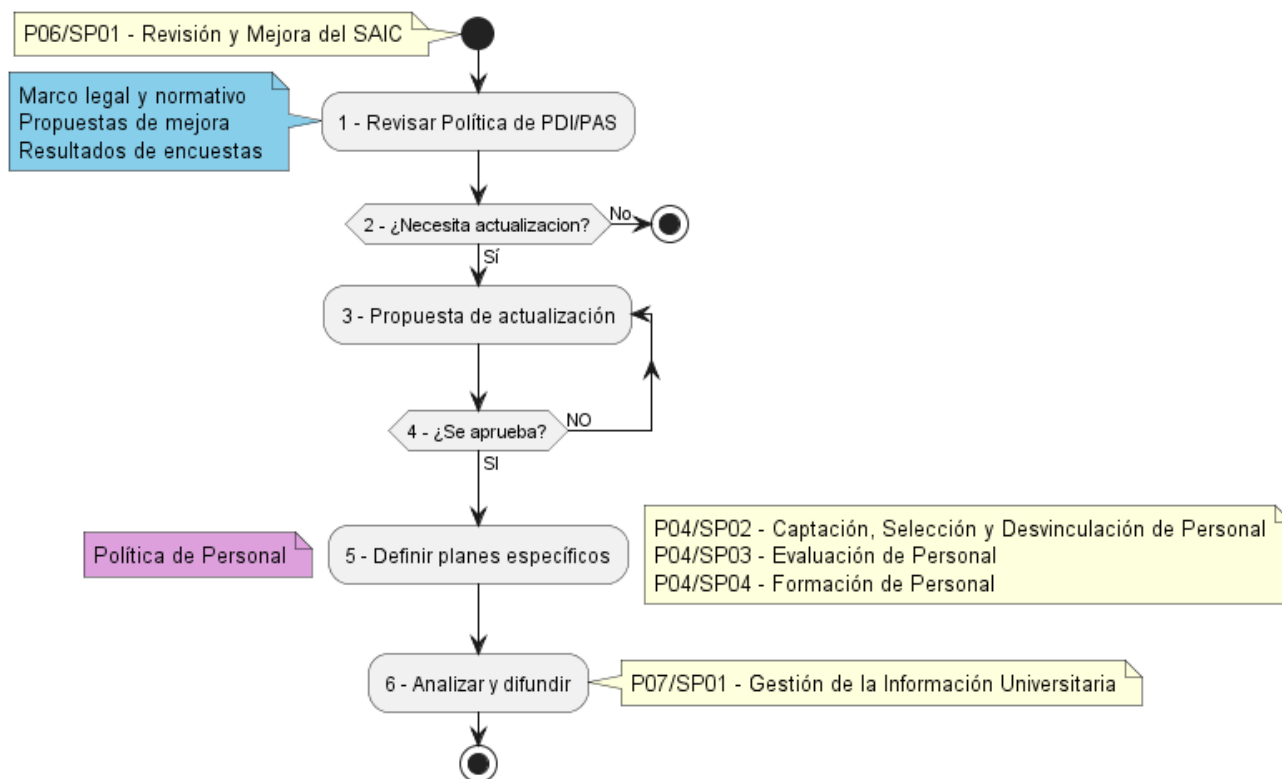 P06/SP01 - Revisión y Mejora del SAIC
Marco legal y normativo
Propuestas de mejora
Resultados de encuestas
1 - Revisar Política de PDI/PAS
2 - ¿Necesita actualizacion?
No
Sí
3 - Propuesta de actualización
4 - ¿Se aprueba?
NO
SI
Política de Personal
5 - Definir planes específicos
P04/SP02 - Captación, Selección y Desvinculación de Personal
P04/SP03 - Evaluación de Personal
P04/SP04 - Formación de Personal
6 - Analizar y difundir
P07/SP01 - Gestión de la Información Universitaria